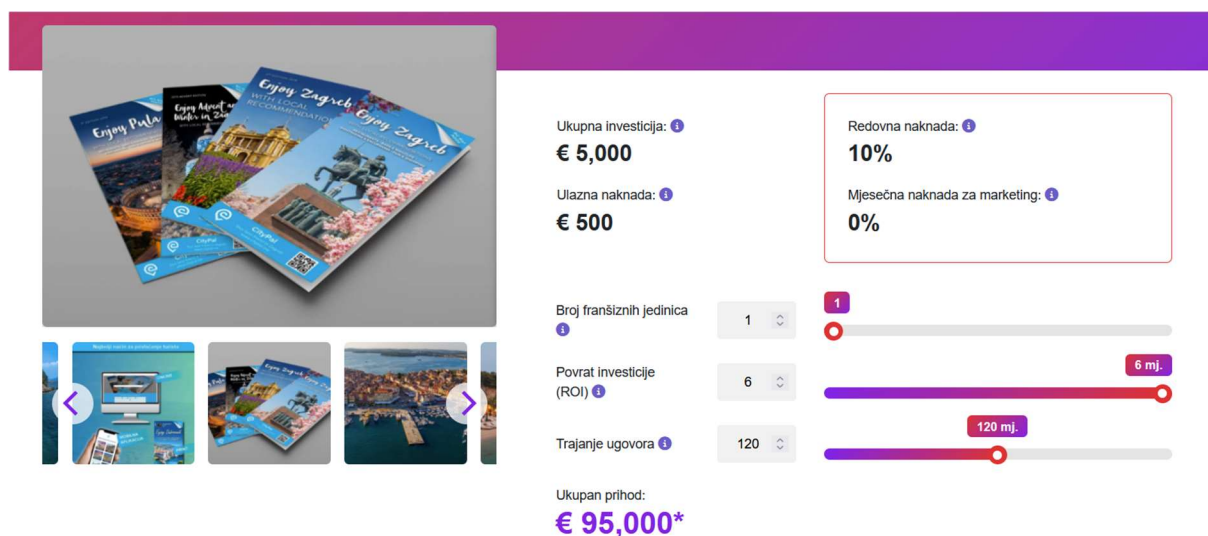 Enjoy Pula
Enjoy Advent and
Winter in Zagreb
Enjoy Zagreb
WITH LOCAL
RECOMMENDATIONS
Enjoy Zagreb
CityPal
CityPal
Ukupna investicija:
€ 5,000
Ulazna naknada:
€ 500
Redovna naknada:
10%
Mjesečna naknada za marketing:
0%
Broj franšiznih jedinica
1
1
Povrat investicije
(ROI)
6
6 mj.
Trajanje ugovora
120
120 mj.
Ukupan prihod:
€ 95,000*